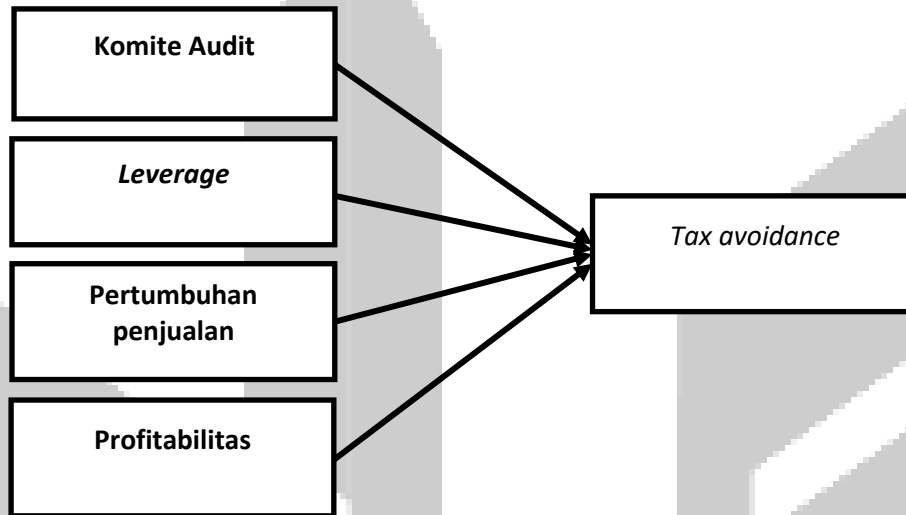 Komite Audit
Leverage
Tax avoidance
Pertumbuhan
penjualan
Profitabilitas